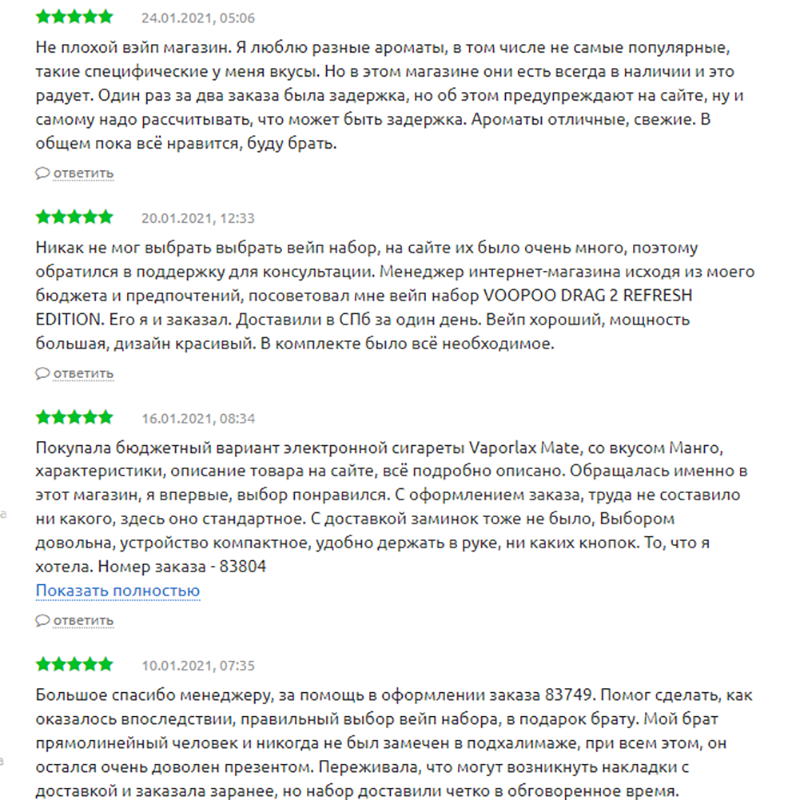 24.01.2021, 05:06
Не плохой вэйп магазин. Я люблю разные ароматы, в том числе не самые популярные,
такие специфические у меня вкусы. Но в этом магазине они есть всегда в наличии и это
радует. Один раз за два заказа была задержка, но об этом предупреждают на сайте, ну и
самому надо рассчитывать, что может быть задержка. Ароматы отличные, свежие. В
общем пока всё нравится, буду брать.
ответить
20.01.2021, 12:33
Никак не мог выбрать выбрать вейп набор, на сайте их было очень много, поэтому
обратился в поддержку для консультации. Менеджер интернет-магазина исходя из моего
бюджета и предпочтений, посоветовал мне вейп набор VOOPOO DRAG 2 REFRESH
EDITION. Его я и заказал. Доставили в СПб за один день. Вейп хороший, мощность
большая, дизайн красивый. В комплекте было всё необходимое.
ответить
16.01.2021, 08:34
Покупала бюджетный вариант электронной сигареты Vaporlax Mate, со вкусом Манго,
характеристики, описание товара на сайте, всё подробно описано. Обращалась именно в
этот магазин, я впервые, выбор понравился. С оформлением заказа, труда не составило
ни какого, здесь оно стандартное. С доставкой заминок тоже не было, Выбором
довольна, устройство компактное, удобно держать в руке, ни каких кнопок. То, что я
хотела. Номер заказа - 83804
Показать полностью
ответить
10.01.2021, 07:35
Большое спасибо менеджеру, за помощь в оформлении заказа 83749. Помог сделать, как
оказалось впоследствии, правильный выбор вейп набора, в подарок брату. Мой брат
прямолинейный человек и никогда не был замечен в подхалимаже, при всем этом, он
остался очень доволен презентом. Переживала, что могут возникнуть накладки с
доставкой и заказала заранее, но набор доставили четко в обговоренное время.